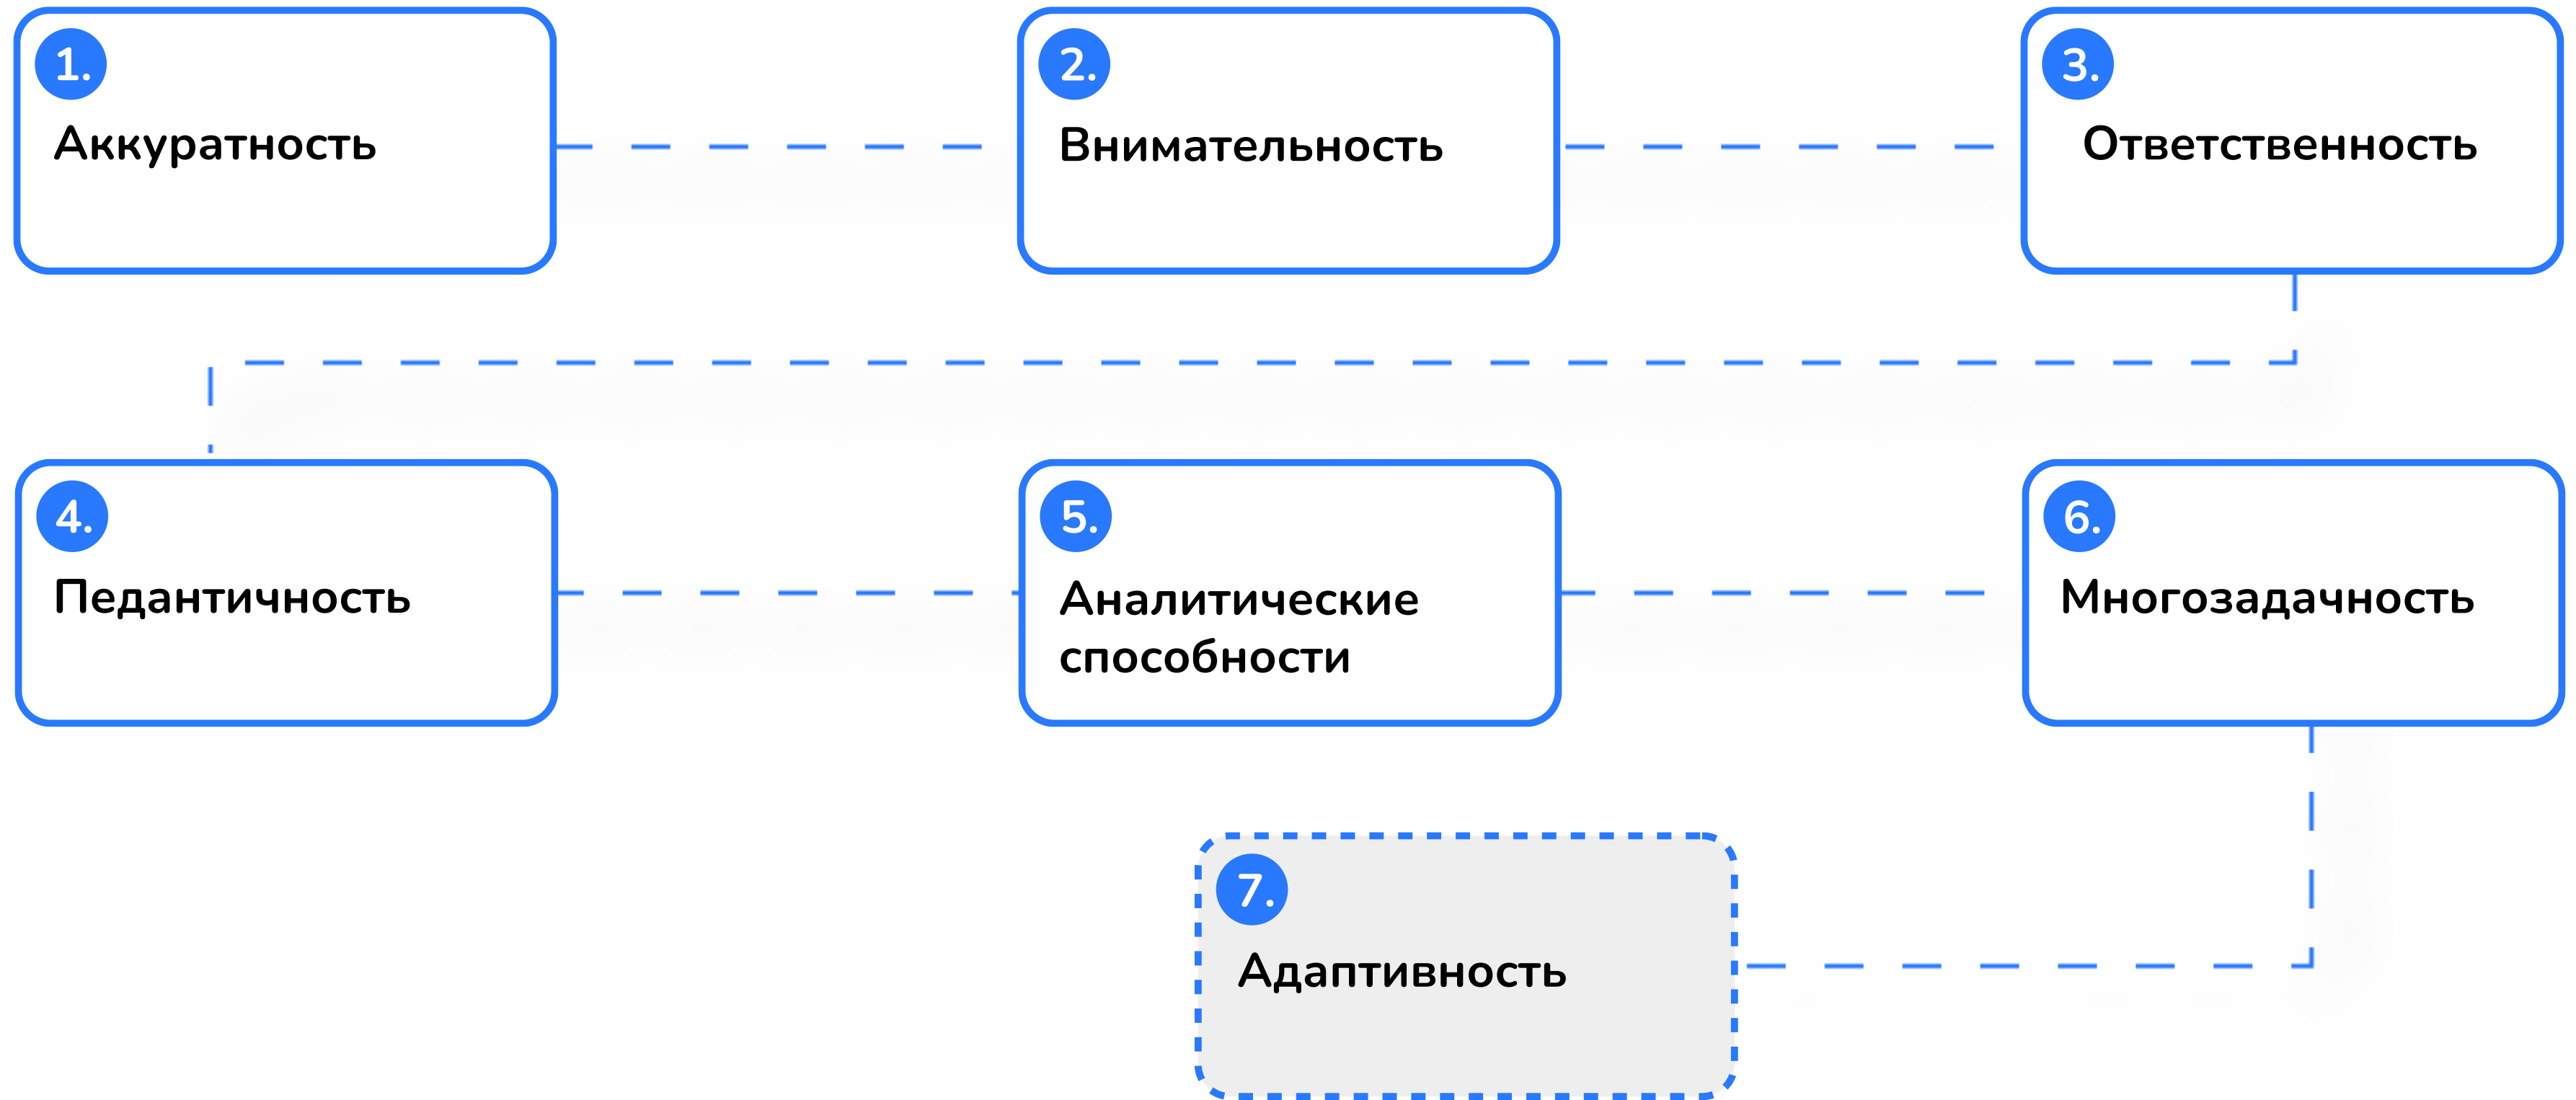 1.
Аккуратность
2.
Внимательность
3.
Ответственность
4.
Педантичность
5.
Аналитические
способности
6.
Многозадачность
7.
Адаптивность